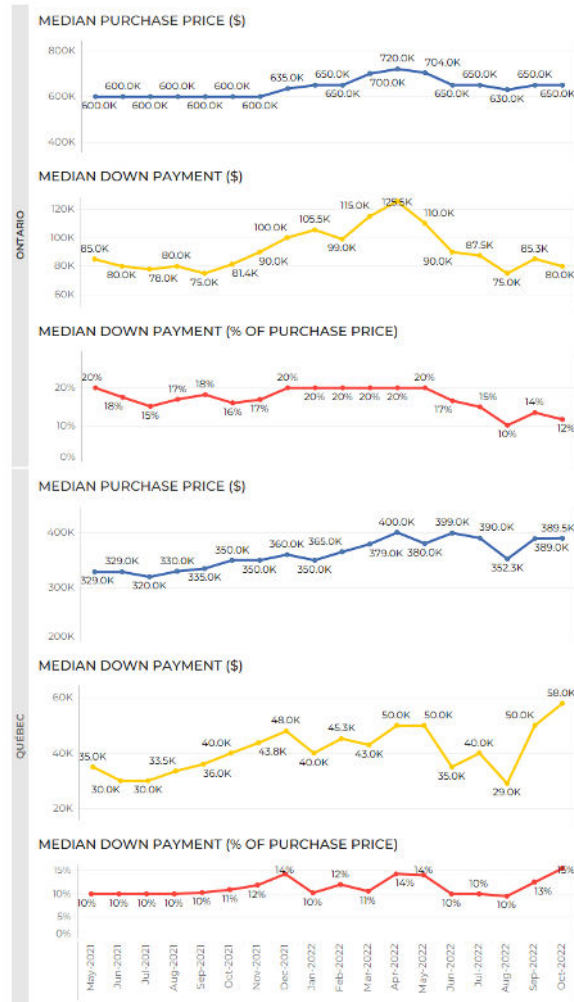 ONTARIO
MEDIAN PURCHASE PRICE ($)
800K
600K
400K
600.0K 600.0K 600.0K 600.0K 600.0K 600.0K 600.0K 635.0K 650.0K 650.0K 700.0K 720.0K 704.0K 650.0K 650.0K 630.0K 650.0K 650.0K
MEDIAN DOWN PAYMENT ($)
120K
100K
80K
60K
85.0K 80.0K 78.0K 80.0K 75.0K 81.4K 90.0K 100.0K 105.5K 99.0K 115.0K 125.5K 110.0K 90.0K 87.5K 75.0K 85.3K 80.0K
MEDIAN DOWN PAYMENT (% OF PURCHASE PRICE)
20%
10%
0%
20% 18% 15% 17% 18% 16% 17% 20% 20% 20% 20% 20% 20% 17% 15% 10% 14% 12%
QUÉBEC
MEDIAN PURCHASE PRICE ($)
400K
300K
200K
329.0K 329.0K 320.0K 330.0K 335.0K 350.0K 350.0K 360.0K 350.0K 365.0K 379.0K 400.0K 380.0K 399.0K 390.0K 352.3K 389.0K 389.5K
MEDIAN DOWN PAYMENT ($)
60K
40K
20K
35.0K 30.0K 30.0K 33.5K 36.0K 40.0K 43.8K 48.0K 40.0K 45.3K 43.0K 50.0K 50.0K 35.0K 40.0K 29.0K 50.0K 58.0K
MEDIAN DOWN PAYMENT (% OF PURCHASE PRICE)
15%
10%
5%
0%
10% 10% 10% 10% 10% 11% 12% 14% 10% 12% 11% 14% 14% 10% 10% 10% 13% 15%
May-2021
Jun-2021
Jul-2021
Aug-2021
Sep-2021
Oct-2021
Nov-2021
Dec-2021
Jan-2022
Feb-2022
Mar-2022
Apr-2022
May-2022
Jun-2022
Jul-2022
Aug-2022
Sep-2022
Oct-2022